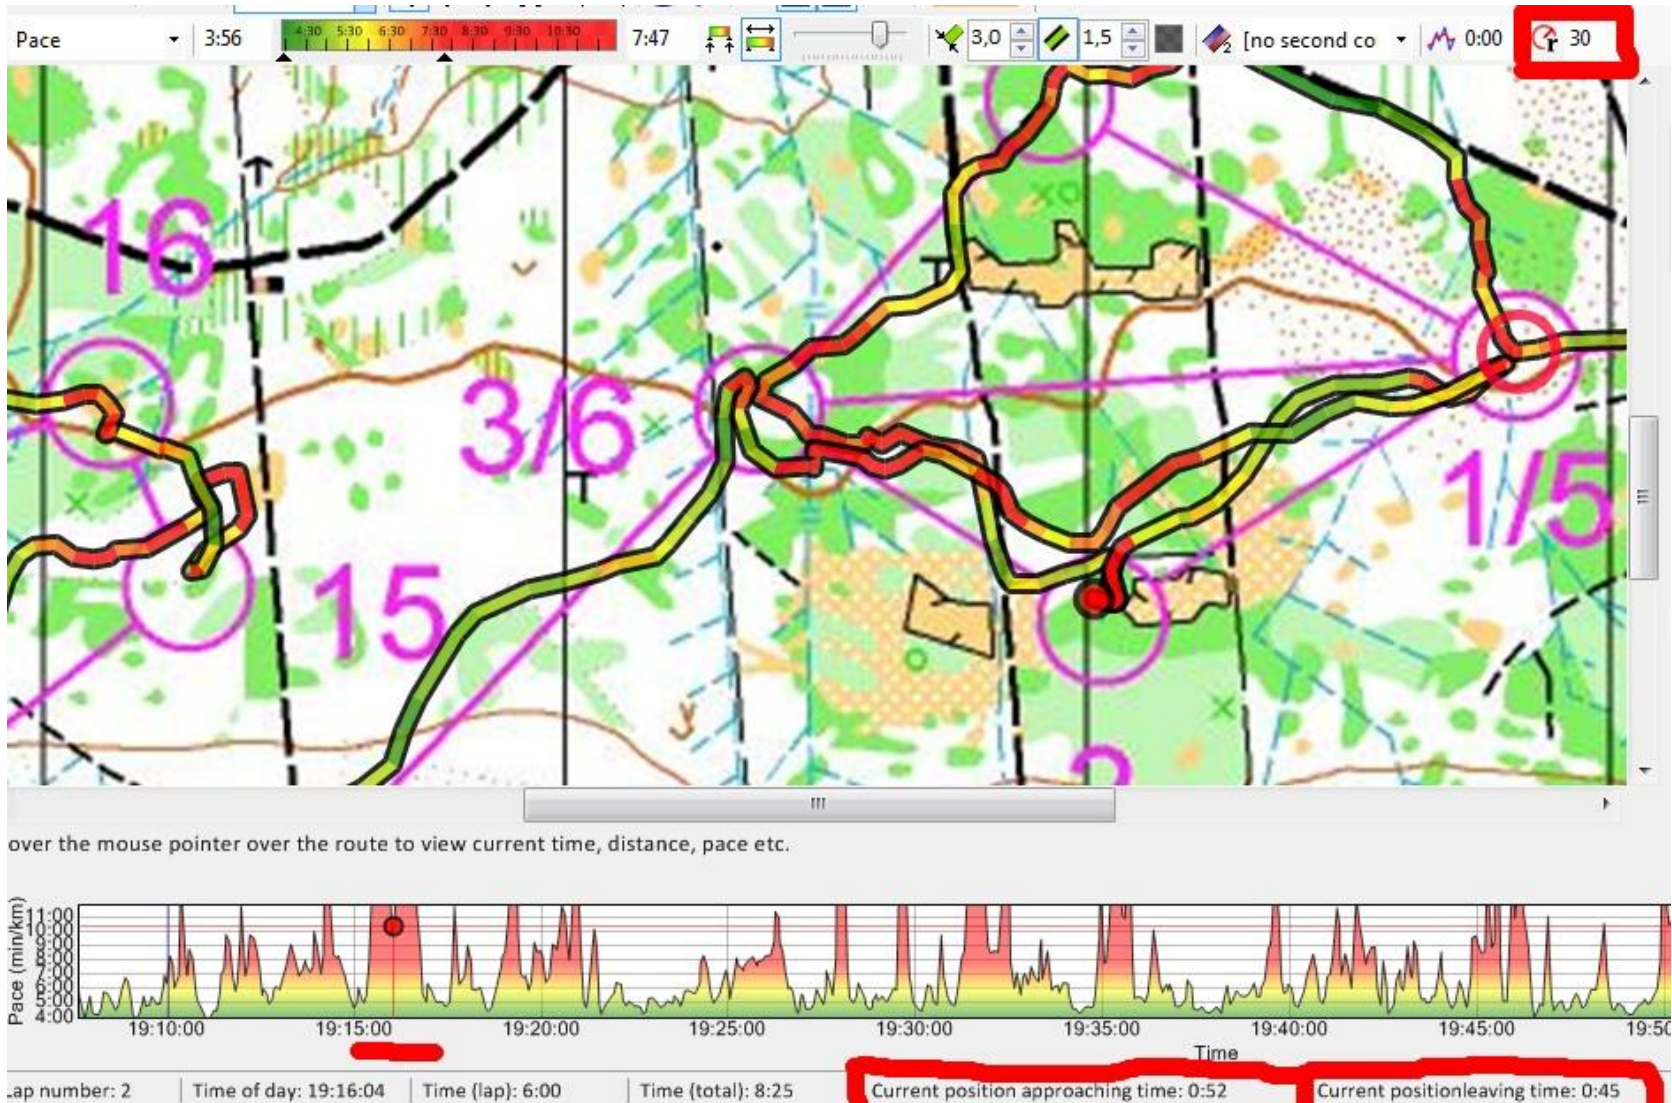 Pace 3:56 4:30 5:30 6:30 7:30 8:30 9:30 10:30 7:47 3,0 1,5 2 [no second co 0:00 r 30
16
3/6
1/5
15
2
over the mouse pointer over the route to view current time, distance, pace etc.
Pace (min/km)
11:00
10:00
9:00
8:00
7:00
6:00
5:00
4:00
19:10:00 19:15:00 19:20:00 19:25:00 19:30:00 19:35:00 19:40:00 19:45:00 19:50
Time
Lap number: 2 Time of day: 19:16:04 Time (lap): 6:00 Time (total): 8:25 Current position approaching time: 0:52 Current positionleaving time: 0:45